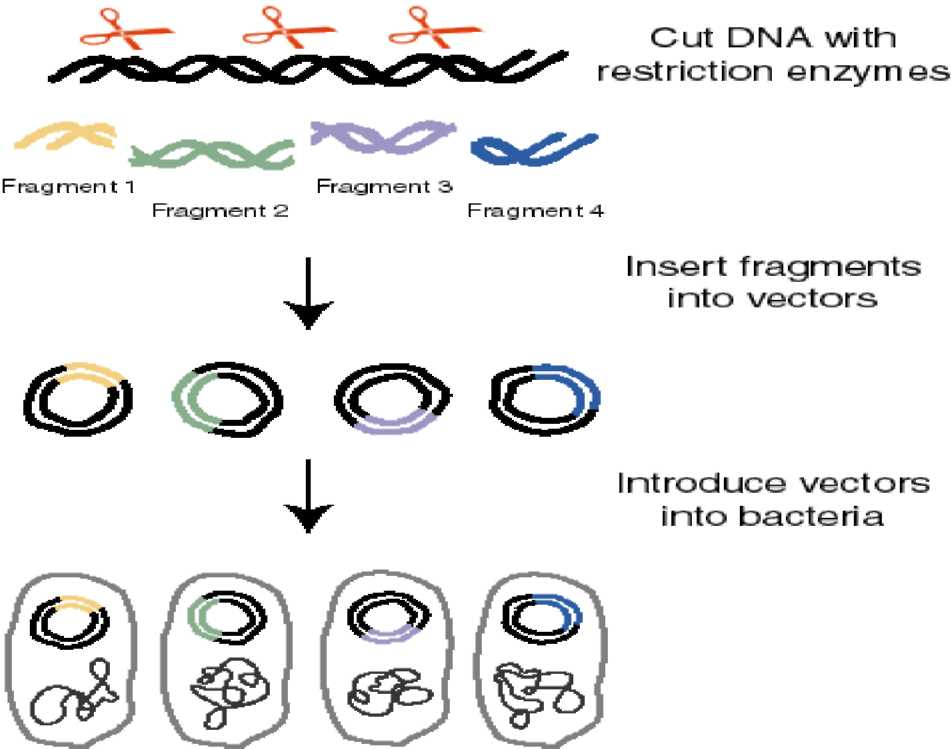 Cut DNA with
restriction enzymes
Fragment 1
Fragment 2
Fragment 3
Fragment 4
Insert fragments
into vectors
Introduce vectors
into bacteria